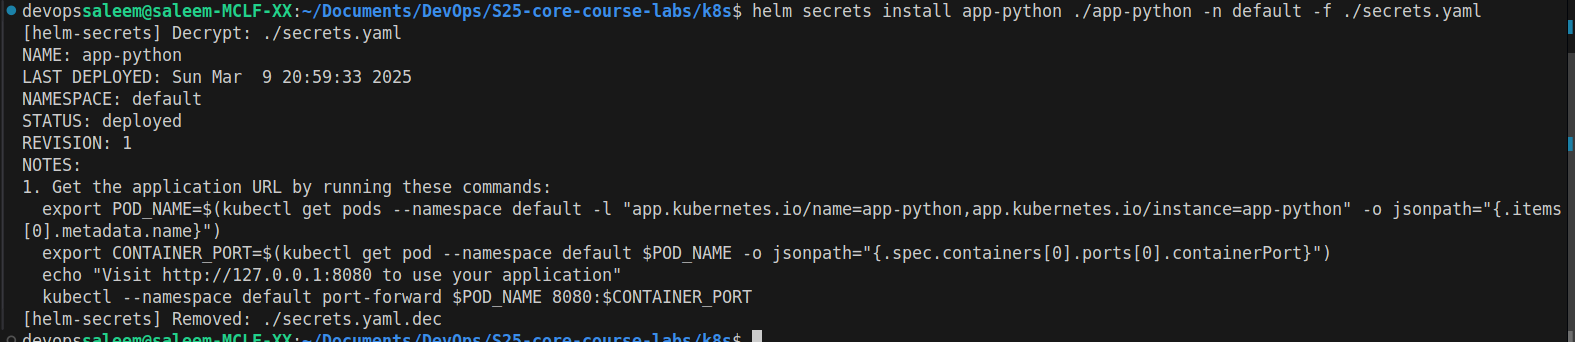 devopssaleem@saleem-MCLF-XX:~/Documents/DevOps/S25-core-course-labs/k8s$ helm secrets install app-python ./app-python -n default -f ./secrets.yaml
[helm-secrets] Decrypt: ./secrets.yaml
NAME: app-python
LAST DEPLOYED: Sun Mar  9 20:59:33 2025
NAMESPACE: default
STATUS: deployed
REVISION: 1
NOTES:
1. Get the application URL by running these commands:
  export POD_NAME=$(kubectl get pods --namespace default -l "app.kubernetes.io/name=app-python,app.kubernetes.io/instance=app-python" -o jsonpath="{.items
[0].metadata.name}")
  export CONTAINER_PORT=$(kubectl get pod --namespace default $POD_NAME -o jsonpath="{.spec.containers[0].ports[0].containerPort}")
  echo "Visit http://127.0.0.1:8080 to use your application"
  kubectl --namespace default port-forward $POD_NAME 8080:$CONTAINER_PORT
[helm-secrets] Removed: ./secrets.yaml.dec
devopssaleem@saleem-MCLF-XX:~/Documents/DevOps/S25-core-course-labs/k8s$